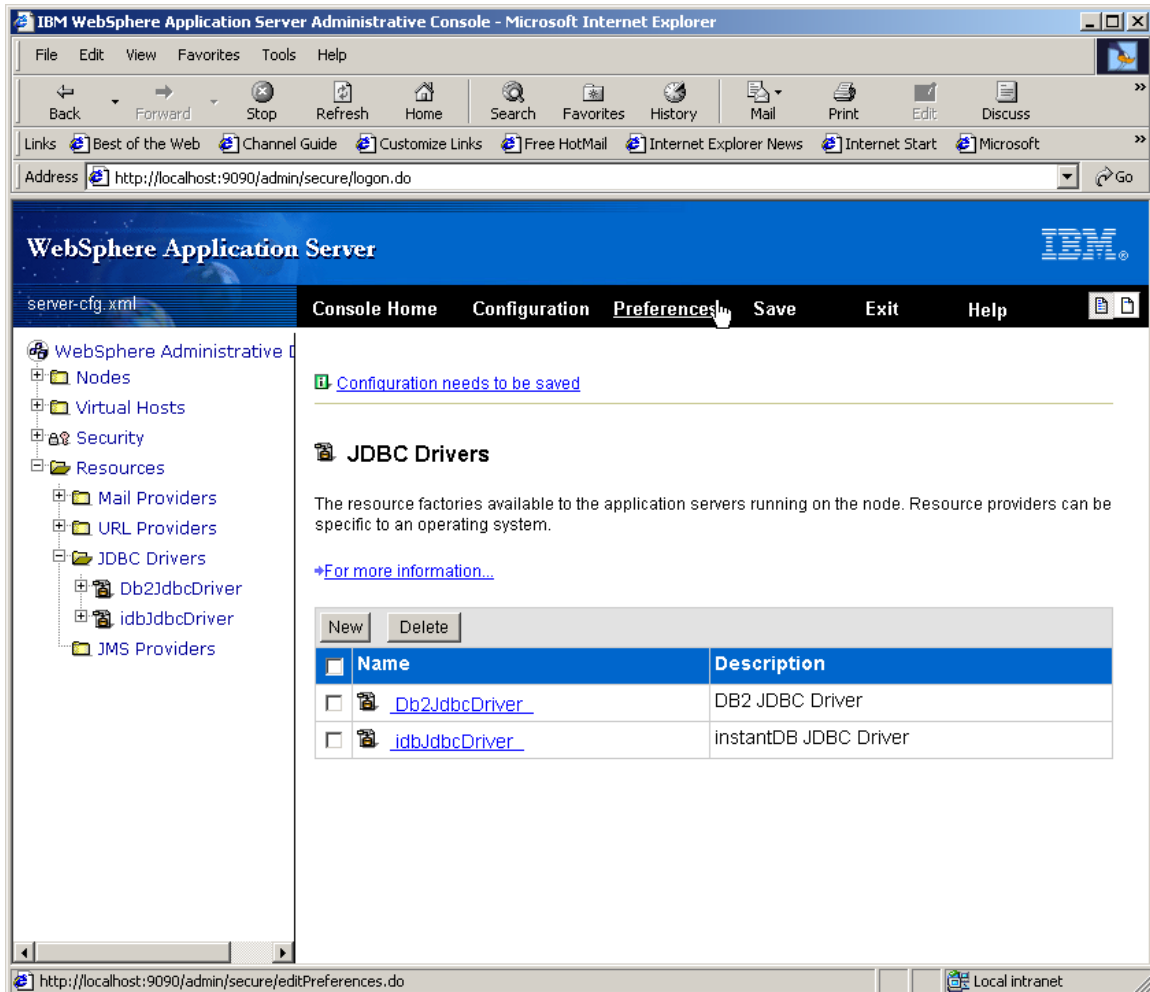 IBM WebSphere Application Server Administrative Console - Microsoft Internet Explorer
File Edit View Favorites Tools Help
Back Forward Stop Refresh Home Search Favorites History Mail Print Edit Discuss
Links Best of the Web Channel Guide Customize Links Free HotMail Internet Explorer News Internet Start Microsoft
Address http://localhost:9090/admin/secure/logon.do Go
WebSphere Application Server IBM®
server-cfg.xml Console Home Configuration Preferences Save Exit Help
WebSphere Administrative
Nodes
Virtual Hosts
Security
Resources
Mail Providers
URL Providers
JDBC Drivers
Db2JdbcDriver
idbJdbcDriver
JMS Providers
Configuration needs to be saved
JDBC Drivers
The resource factories available to the application servers running on the node. Resource providers can be
specific to an operating system.
For more information...
New Delete
Name Description
Db2JdbcDriver DB2 JDBC Driver
idbJdbcDriver instantDB JDBC Driver
http://localhost:9090/admin/secure/editPreferences.do Local intranet